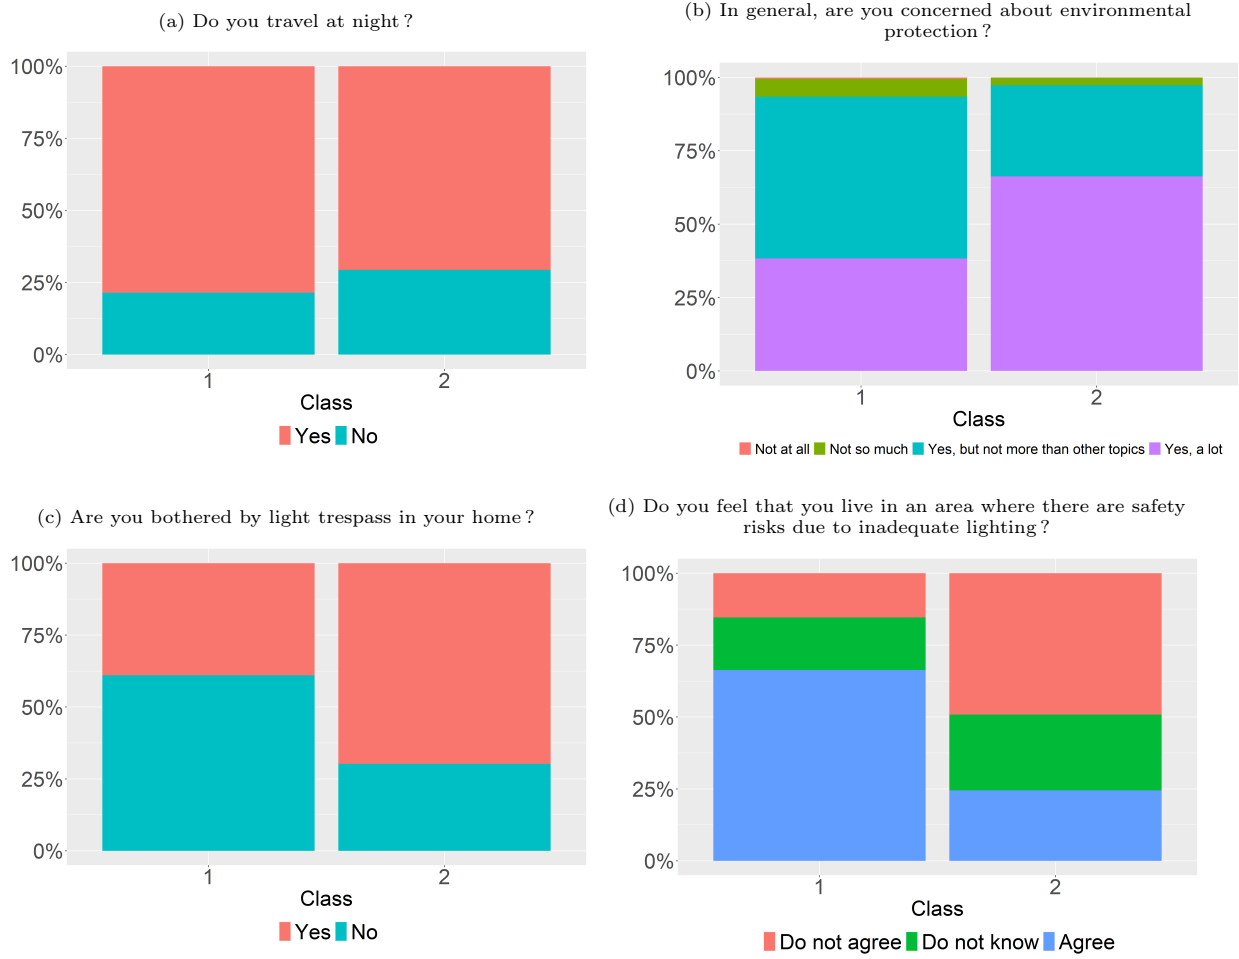 (a) Do you travel at night ?
100%
75%
50%
25%
0%
1
2
Class
Yes No
(b) In general, are you concerned about environmental
protection ?
100%
75%
50%
25%
0%
1
2
Class
Not at all Not so much Yes, but not more than other topics Yes, a lot
(c) Are you bothered by light trespass in your home ?
100%
75%
50%
25%
0%
1
2
Class
Yes No
(d) Do you feel that you live in an area where there are safety
risks due to inadequate lighting ?
100%
75%
50%
25%
0%
1
2
Class
Do not agree Do not know Agree